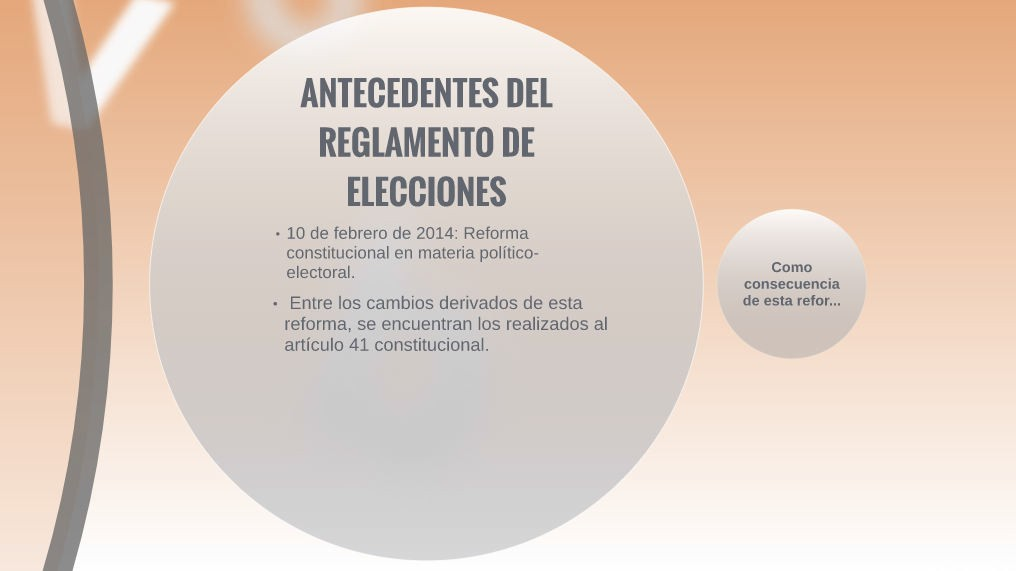 ANTECEDENTES DEL
REGLAMENTO DE
ELECCIONES
• 10 de febrero de 2014: Reforma
constitucional en materia político-
electoral.
• Entre los cambios derivados de esta
reforma, se encuentran los realizados al
artículo 41 constitucional.
Como
consecuencia
de esta refor...